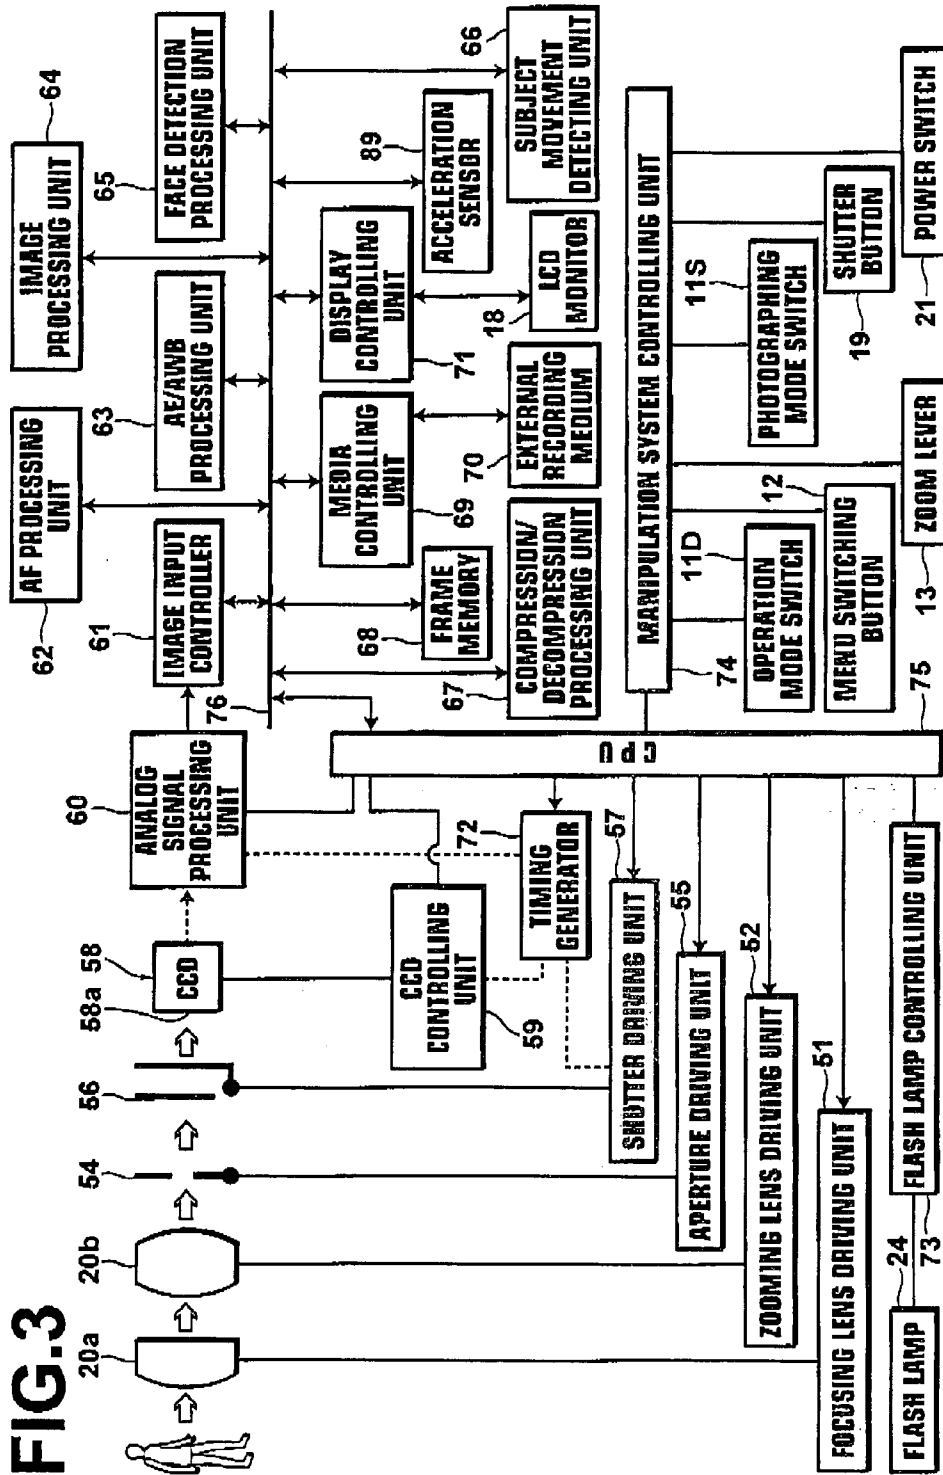 FIG.3
20a
20b
54
56
58
58a
CCD
60
ANALOG
SIGNAL
PROCESSING
UNIT
76
61
IMAGE INPUT
CONTROLLER
62
AF PROCESSING
UNIT
63
AE/AWB
PROCESSING UNIT
64
IMAGE
PROCESSING UNIT
65
FACE DETECTION
PROCESSING UNIT
66
SUBJECT
MOVEMENT
DETECTING UNIT
89
ACCELERATION
SENSOR
DISPLAY
CONTROLLING
UNIT
71
18
LCD
MONITOR
MEDIA
CONTROLLING
UNIT
69
70
EXTERNAL
RECORDING
MEDIUM
68
FRAME
MEMORY
67
COMPRESSION/
DECOMPRESSION
PROCESSING UNIT
CCD
CONTROLLING
UNIT
59
72
TIMING
GENERATOR
57
SHUTTER DRIVING UNIT
55
APERTURE DRIVING UNIT
52
ZOOMING LENS DRIVING UNIT
51
FOCUSING LENS DRIVING UNIT
24
FLASH LAMP
73
FLASH LAMP CONTROLLING UNIT
CPU
75
MANIPULATION SYSTEM CONTROLLING UNIT
74
11D
OPERATION
MODE SWITCH
12
MENU SWITCHING
BUTTON
13
ZOOM LEVER
11S
PHOTOGRAPHING
MODE SWITCH
19
SHUTTER
BUTTON
21
POWER SWITCH